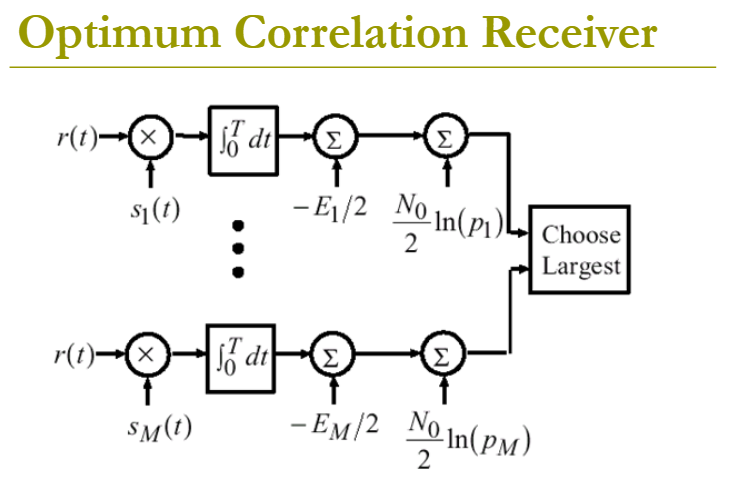 Optimum Correlation Receiver
r(t) × ∫₀ᵀ dt Σ Σ
s₁(t) −E₁/2 N₀/2 ln(p₁)
Choose
Largest
r(t) × ∫₀ᵀ dt Σ Σ
s_M(t) −E_M/2 N₀/2 ln(p_M)